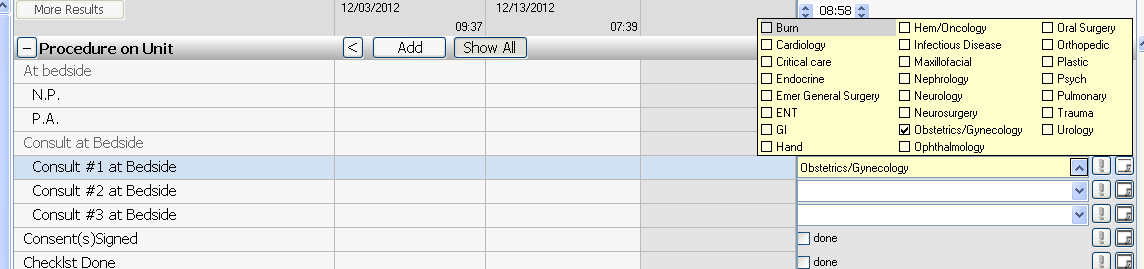 More Results 12/03/2012 12/13/2012 08:58
09:37 07:39
− Procedure on Unit < Add Show All
At bedside
N.P.
P.A.
Consult at Bedside
Consult #1 at Bedside
Consult #2 at Bedside
Consult #3 at Bedside
Consent(s)Signed
Checklst Done
Burn Hem/Oncology Oral Surgery
Cardiology Infectious Disease Orthopedic
Critical care Maxillofacial Plastic
Endocrine Nephrology Psych
Emer General Surgery Neurology Pulmonary
ENT Neurosurgery Trauma
GI Obstetrics/Gynecology Urology
Hand Ophthalmology
Obstetrics/Gynecology
done
done